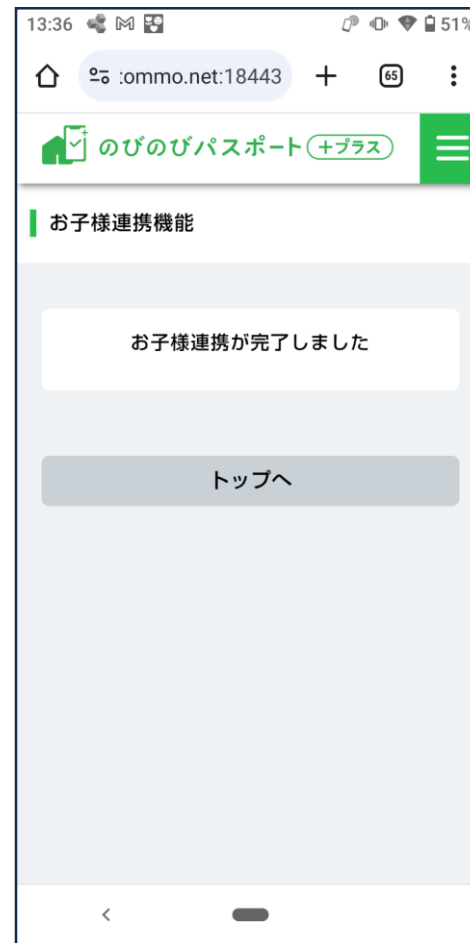 13:36 51%
:ommo.net:18443 65
のびのびパスポート +プラス
お子様連携機能
お子様連携が完了しました
トップへ